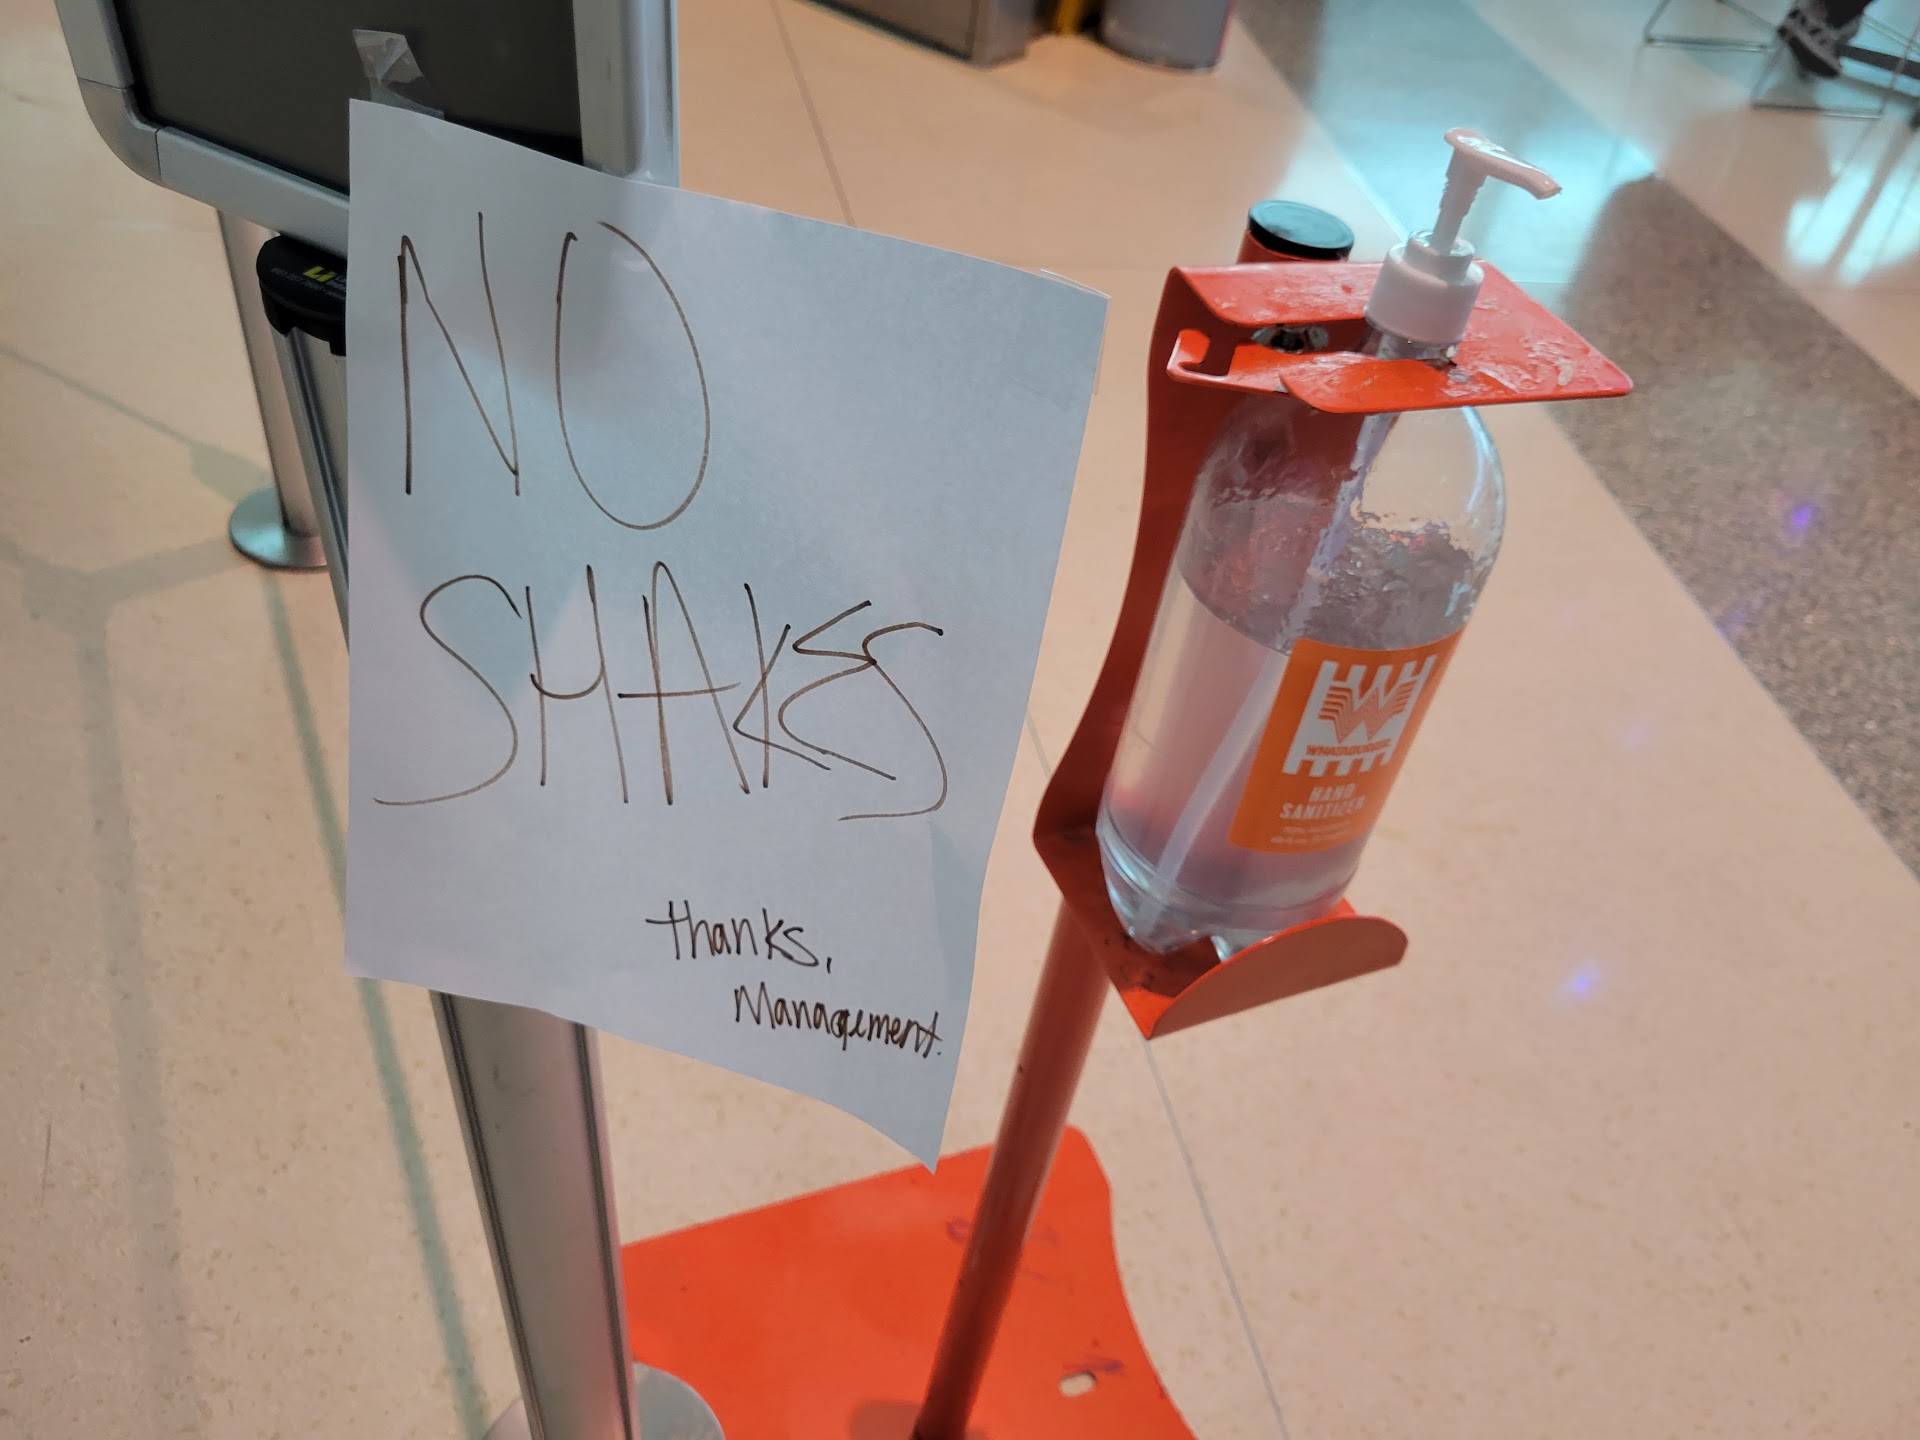 NO
SHAKES
thanks,
Management.
WHATABURGER
HAND
SANITIZER